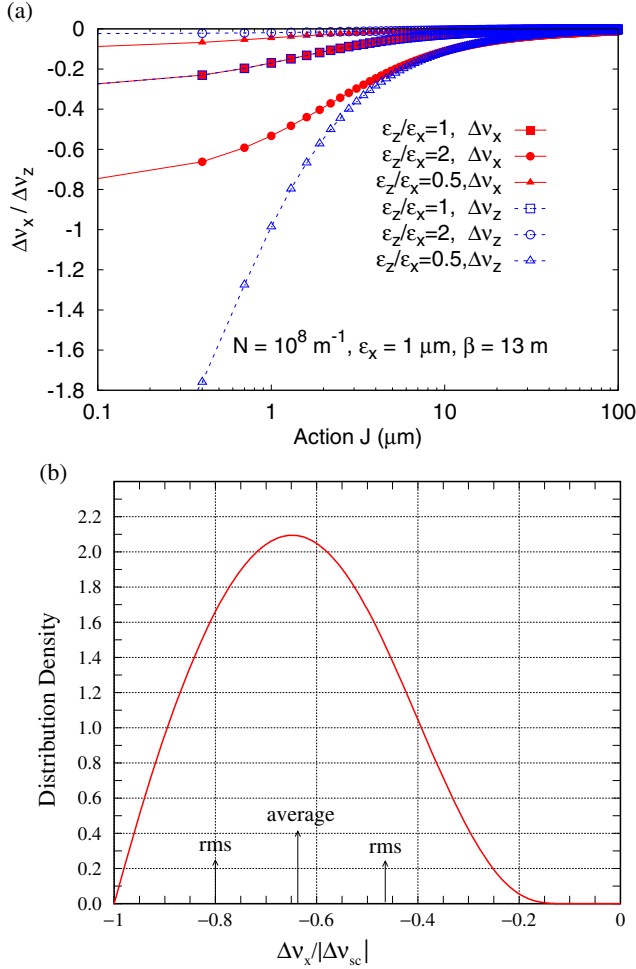 (a)
0
-0.2
-0.4
-0.6
-0.8
-1
-1.2
-1.4
-1.6
-1.8
Δνx / Δνz
εz/εx=1, Δνx
εz/εx=2, Δνx
εz/εx=0.5,Δνx
εz/εx=1, Δνz
εz/εx=2, Δνz
εz/εx=0.5,Δνz
N = 10^8 m^-1, εx = 1 μm, β = 13 m
0.1 1 10 100
Action J (μm)
(b)
2.2
2.0
1.8
1.6
1.4
1.2
1.0
0.8
0.6
0.4
0.2
0.0
Distribution Density
average
rms rms
-1 -0.8 -0.6 -0.4 -0.2 0
Δνx/|Δνsc|